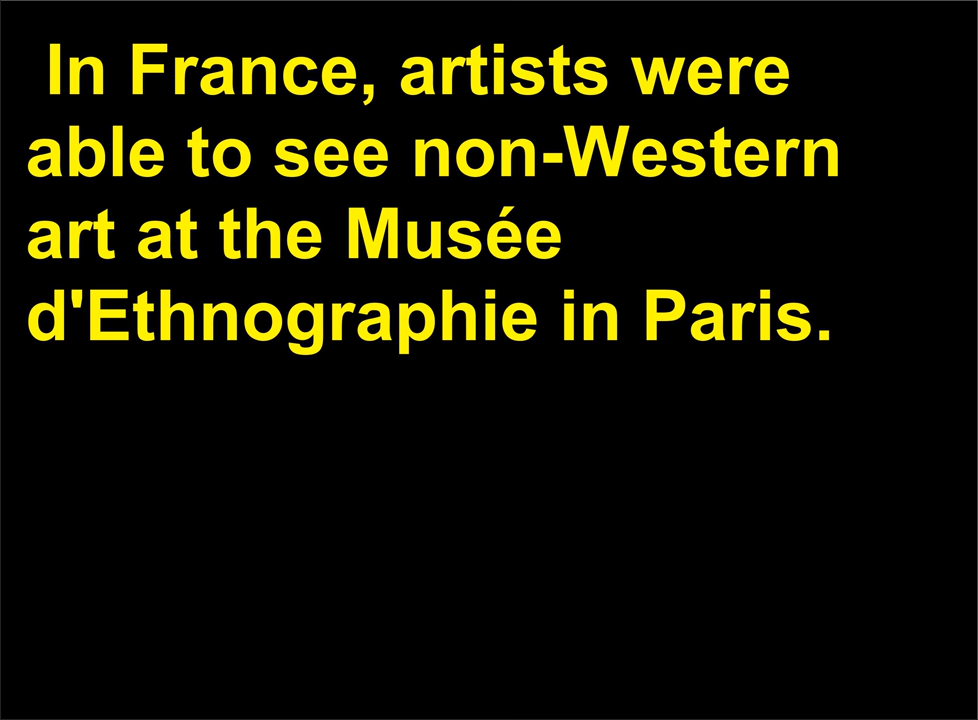 In France, artists were
able to see non-Western
art at the Musée
d'Ethnographie in Paris.